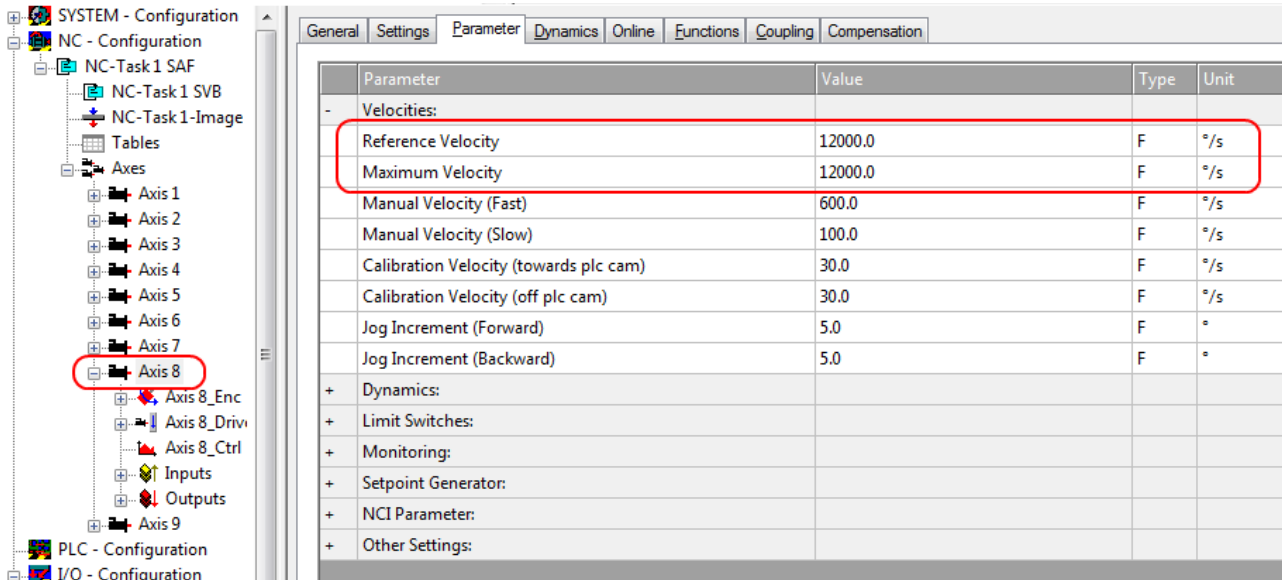 SYSTEM - Configuration
NC - Configuration
NC-Task 1 SAF
NC-Task 1 SVB
NC-Task 1-Image
Tables
Axes
Axis 1
Axis 2
Axis 3
Axis 4
Axis 5
Axis 6
Axis 7
Axis 8
Axis 8_Enc
Axis 8_Driv
Axis 8_Ctrl
Inputs
Outputs
Axis 9
PLC - Configuration
I/O - Configuration
General Settings Parameter Dynamics Online Functions Coupling Compensation
Parameter Value Type Unit
- Velocities:
Reference Velocity 12000.0 F °/s
Maximum Velocity 12000.0 F °/s
Manual Velocity (Fast) 600.0 F °/s
Manual Velocity (Slow) 100.0 F °/s
Calibration Velocity (towards plc cam) 30.0 F °/s
Calibration Velocity (off plc cam) 30.0 F °/s
Jog Increment (Forward) 5.0 F °
Jog Increment (Backward) 5.0 F °
+ Dynamics:
+ Limit Switches:
+ Monitoring:
+ Setpoint Generator:
+ NCI Parameter:
+ Other Settings: